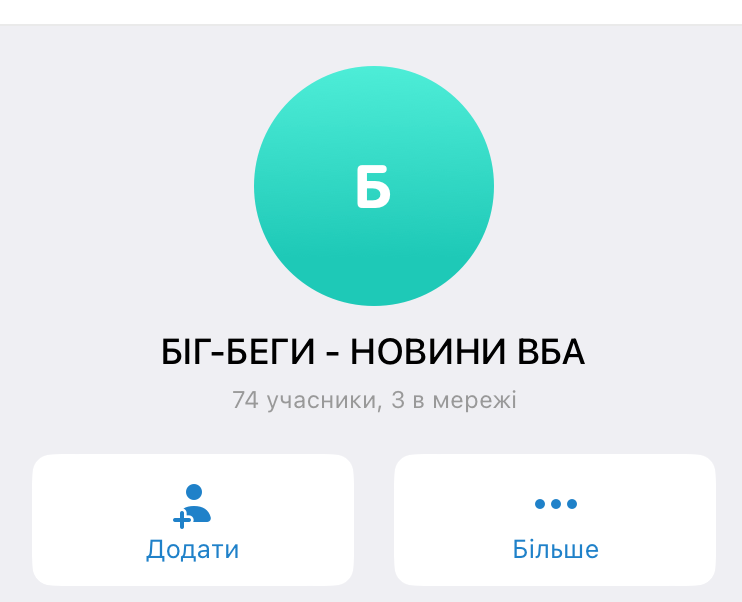 Б
БІГ-БЕГИ - НОВИНИ ВБА
74 учасники, 3 в мережі
Додати
Більше